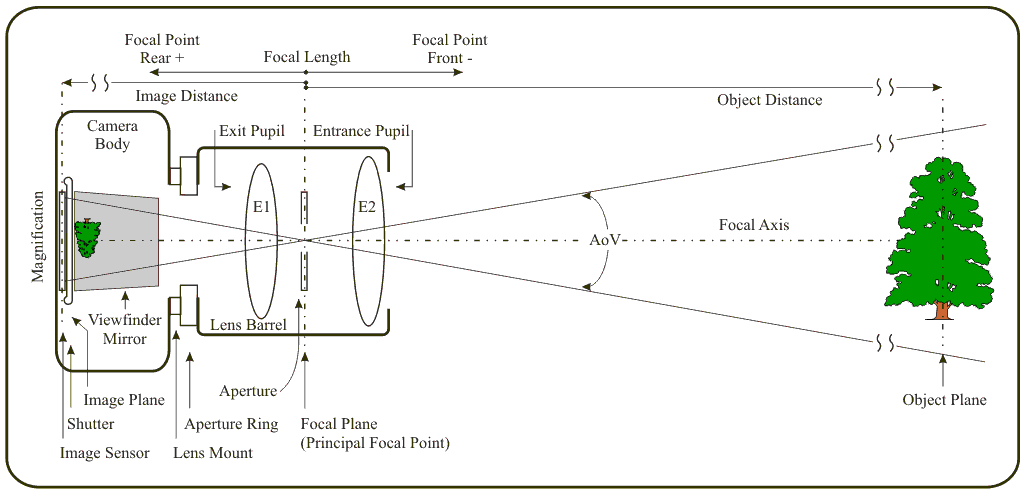 Focal Point
Rear +
Focal Length
Focal Point
Front -
Image Distance
Object Distance
Camera
Body
Exit Pupil
Entrance Pupil
Magnification
E1
E2
AoV
Focal Axis
Viewfinder
Mirror
Lens Barrel
Image Plane
Aperture
Object Plane
Shutter
Aperture Ring
Focal Plane
(Principal Focal Point)
Image Sensor
Lens Mount